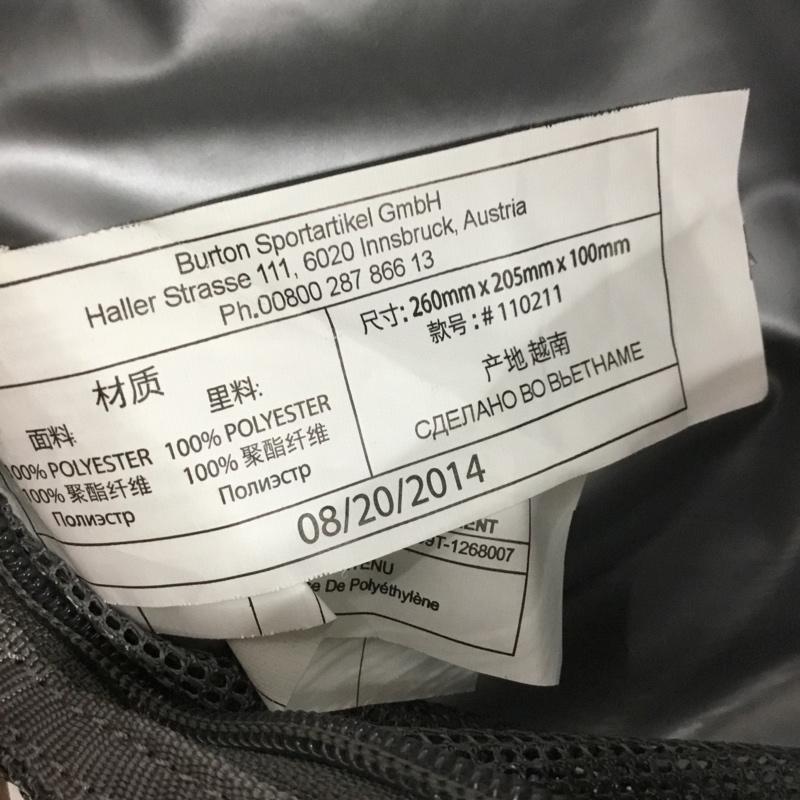 Burton Sportartikel GmbH
Haller Strasse 111, 6020 Innsbruck, Austria
Ph.00800 287 866 13
材质
面料:
100% POLYESTER
100% 聚酯纤维
Полиэстр
里料:
100% POLYESTER
100% 聚酯纤维
Полиэстр
尺寸: 260mm x 205mm x 100mm
款号 : # 110211
产地 越南
СДЕЛАНО ВО ВЬЕТНАМЕ
08/20/2014
De Polyéthylène